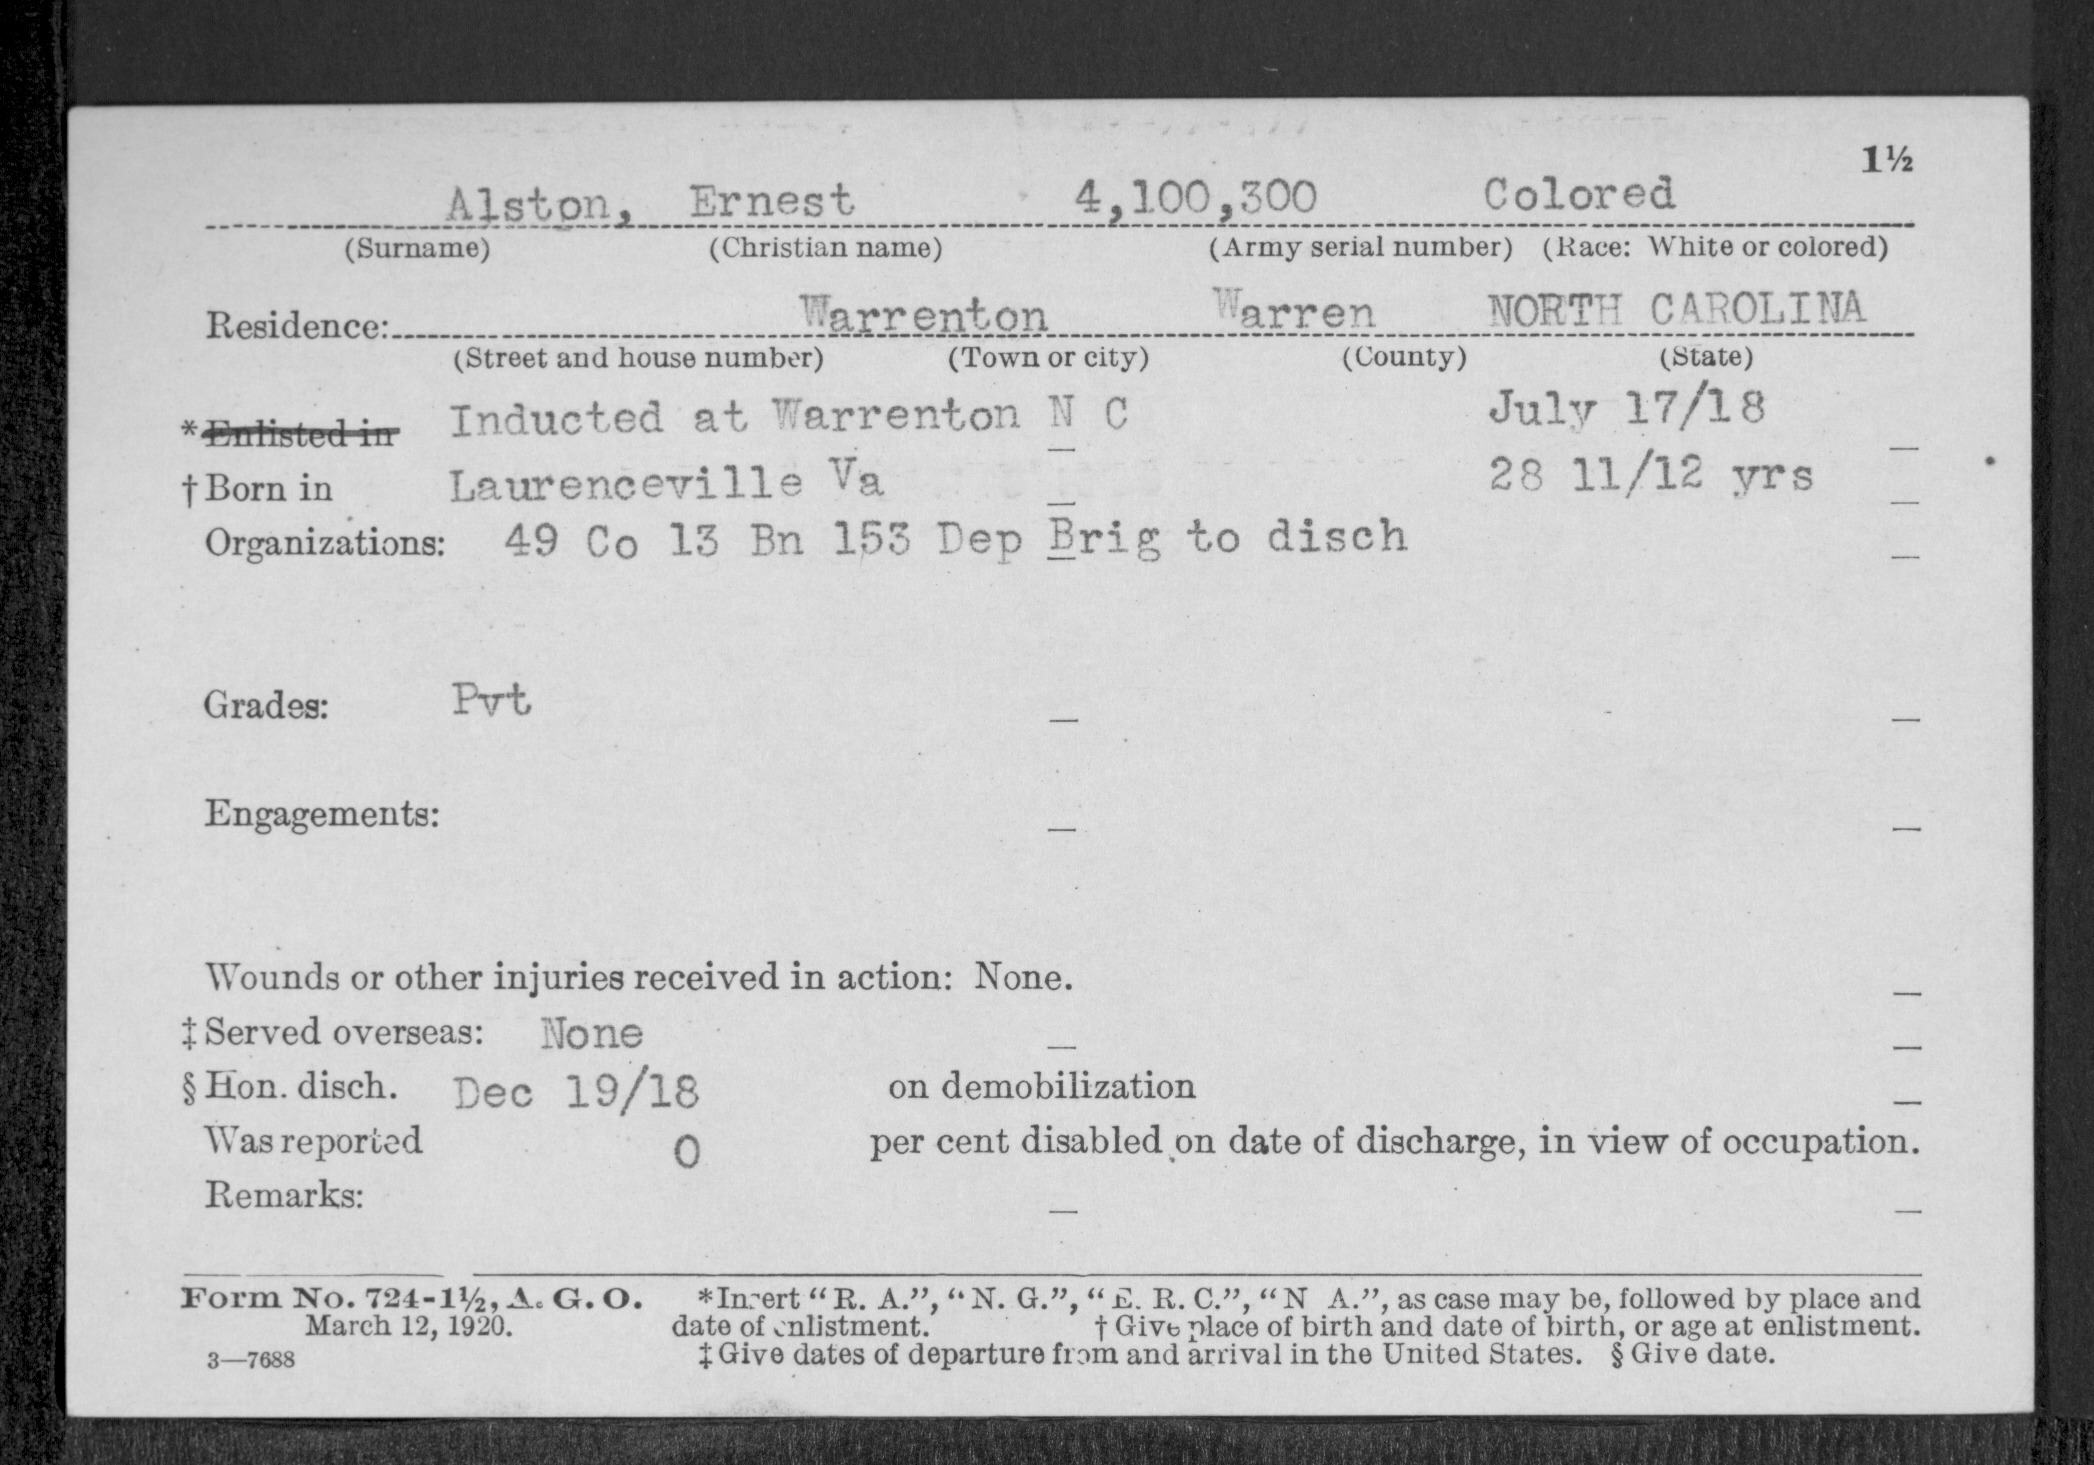 1½
Alston, Ernest 4,100,300 Colored
(Surname) (Christian name) (Army serial number) (Race: White or colored)
Residence: Warrenton Warren NORTH CAROLINA
(Street and house number) (Town or city) (County) (State)
*Enlisted in Inducted at Warrenton N C July 17/18
†Born in Laurenceville Va 28 11/12 yrs
Organizations: 49 Co 13 Bn 153 Dep Brig to disch
Grades: Pvt
Engagements:
Wounds or other injuries received in action: None.
‡Served overseas: None
§Hon. disch. Dec 19/18 on demobilization
Was reported 0 per cent disabled on date of discharge, in view of occupation.
Remarks:
Form No. 724-1½, A. G. O. *Insert "R. A.", "N. G.", "E. R. C.", "N A.", as case may be, followed by place and
March 12, 1920. date of enlistment. †Give place of birth and date of birth, or age at enlistment.
3—7688 ‡Give dates of departure from and arrival in the United States. §Give date.